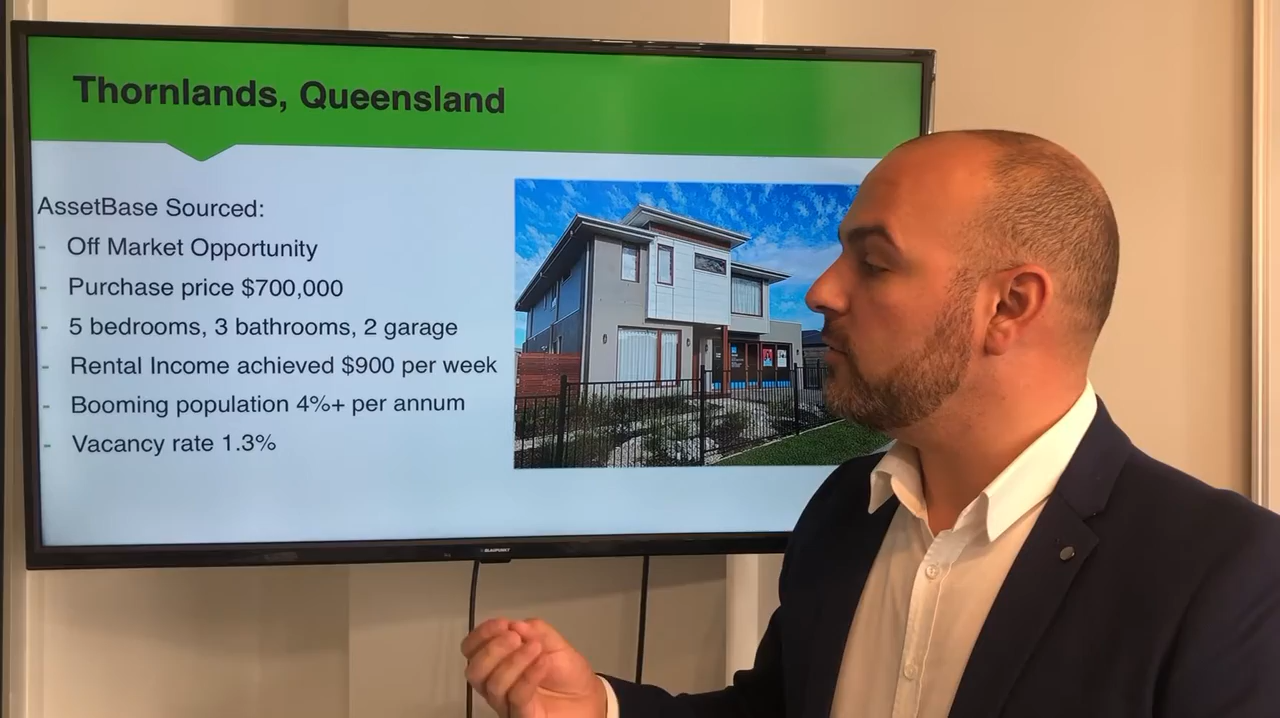 Thornlands, Queensland
AssetBase Sourced:
- Off Market Opportunity
- Purchase price $700,000
- 5 bedrooms, 3 bathrooms, 2 garage
- Rental Income achieved $900 per week
- Booming population 4%+ per annum
- Vacancy rate 1.3%
BLAUPUNKT